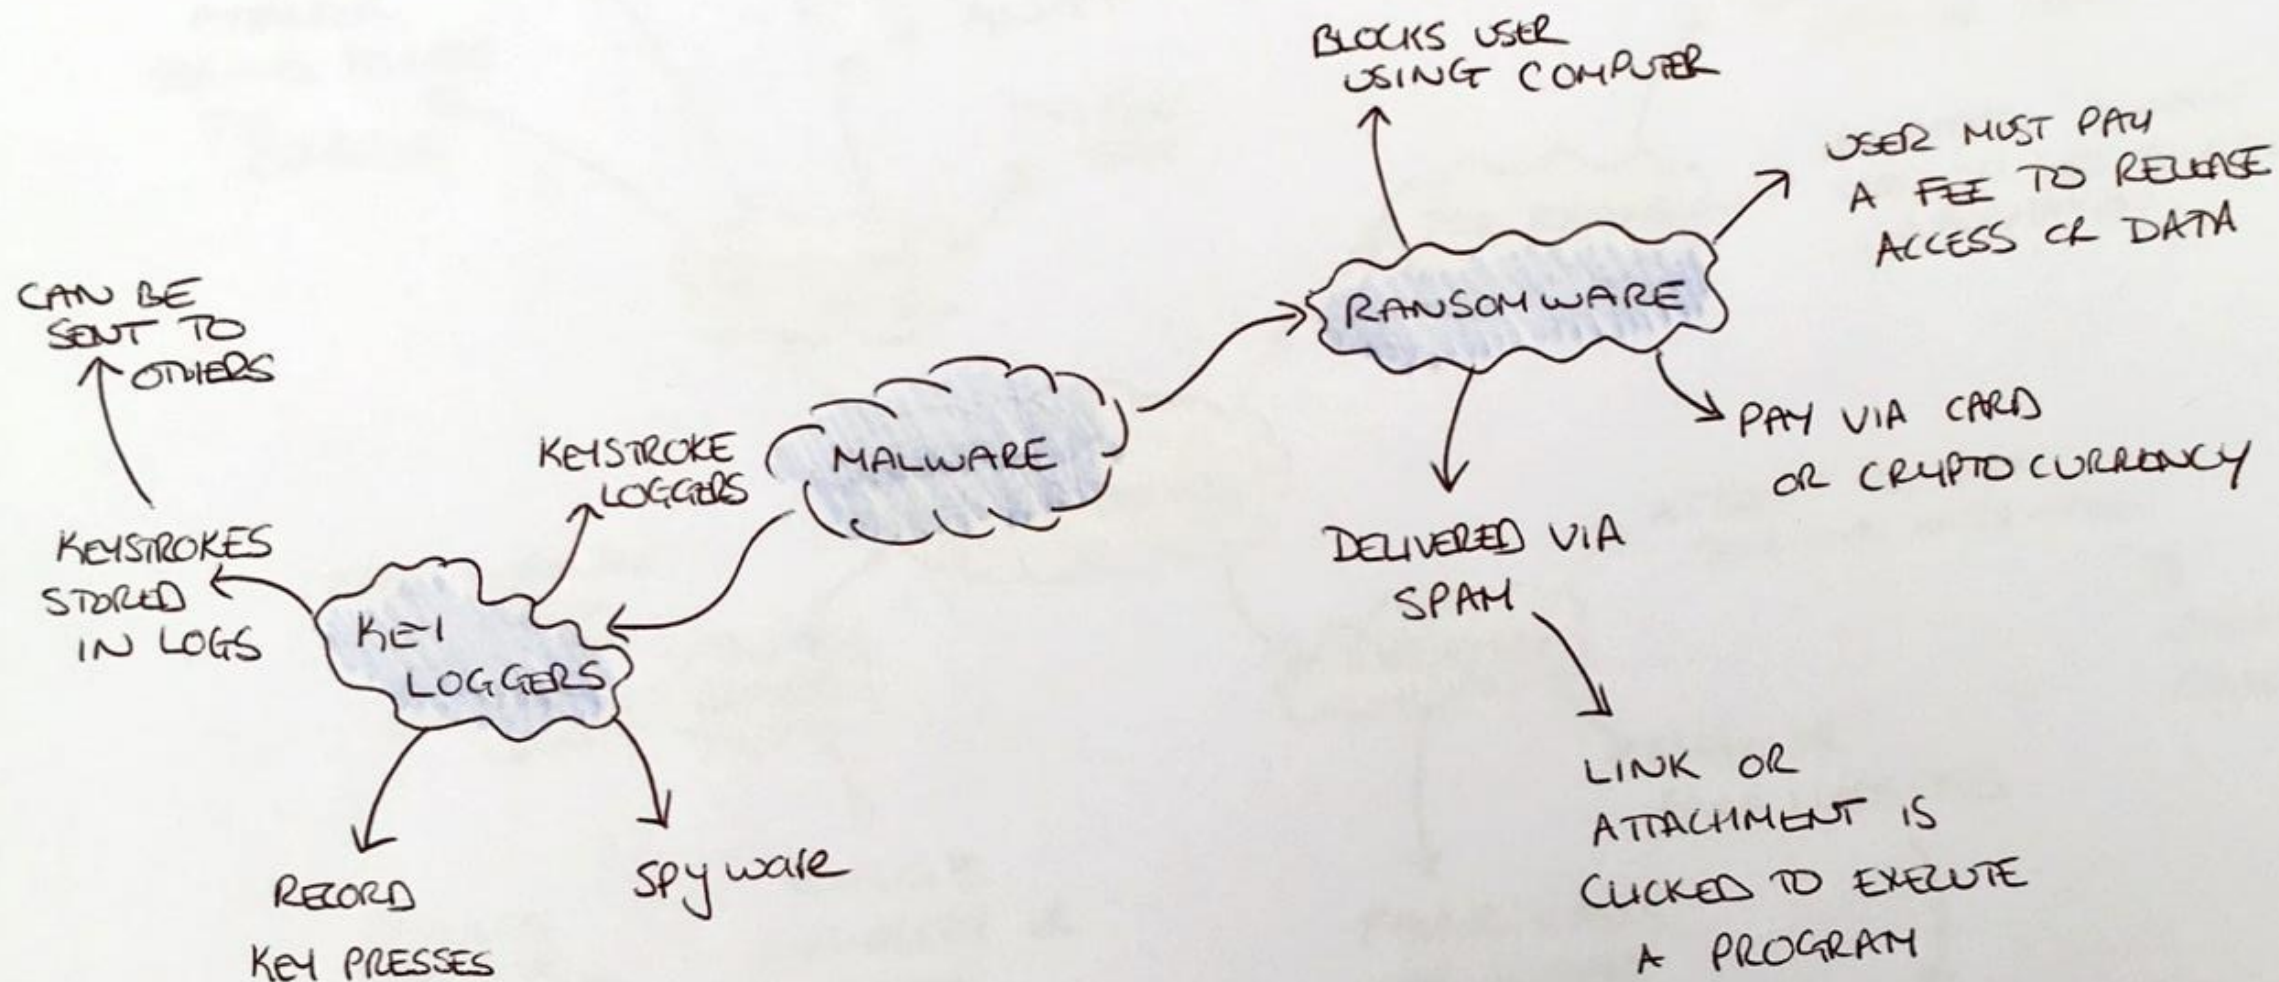 BLOCKS USER
USING COMPUTER
USER MUST PAY
A FEE TO RELEASE
ACCESS OR DATA
RANSOMWARE
PAY VIA CARD
OR CRYPTOCURRENCY
DELIVERED VIA
SPAM
LINK OR
ATTACHMENT IS
CLICKED TO EXECUTE
A PROGRAM
MALWARE
KEYSTROKE
LOGGERS
KEY
LOGGERS
CAN BE
SENT TO
OTHERS
KEYSTROKES
STORED
IN LOGS
RECORD
KEY PRESSES
spyware